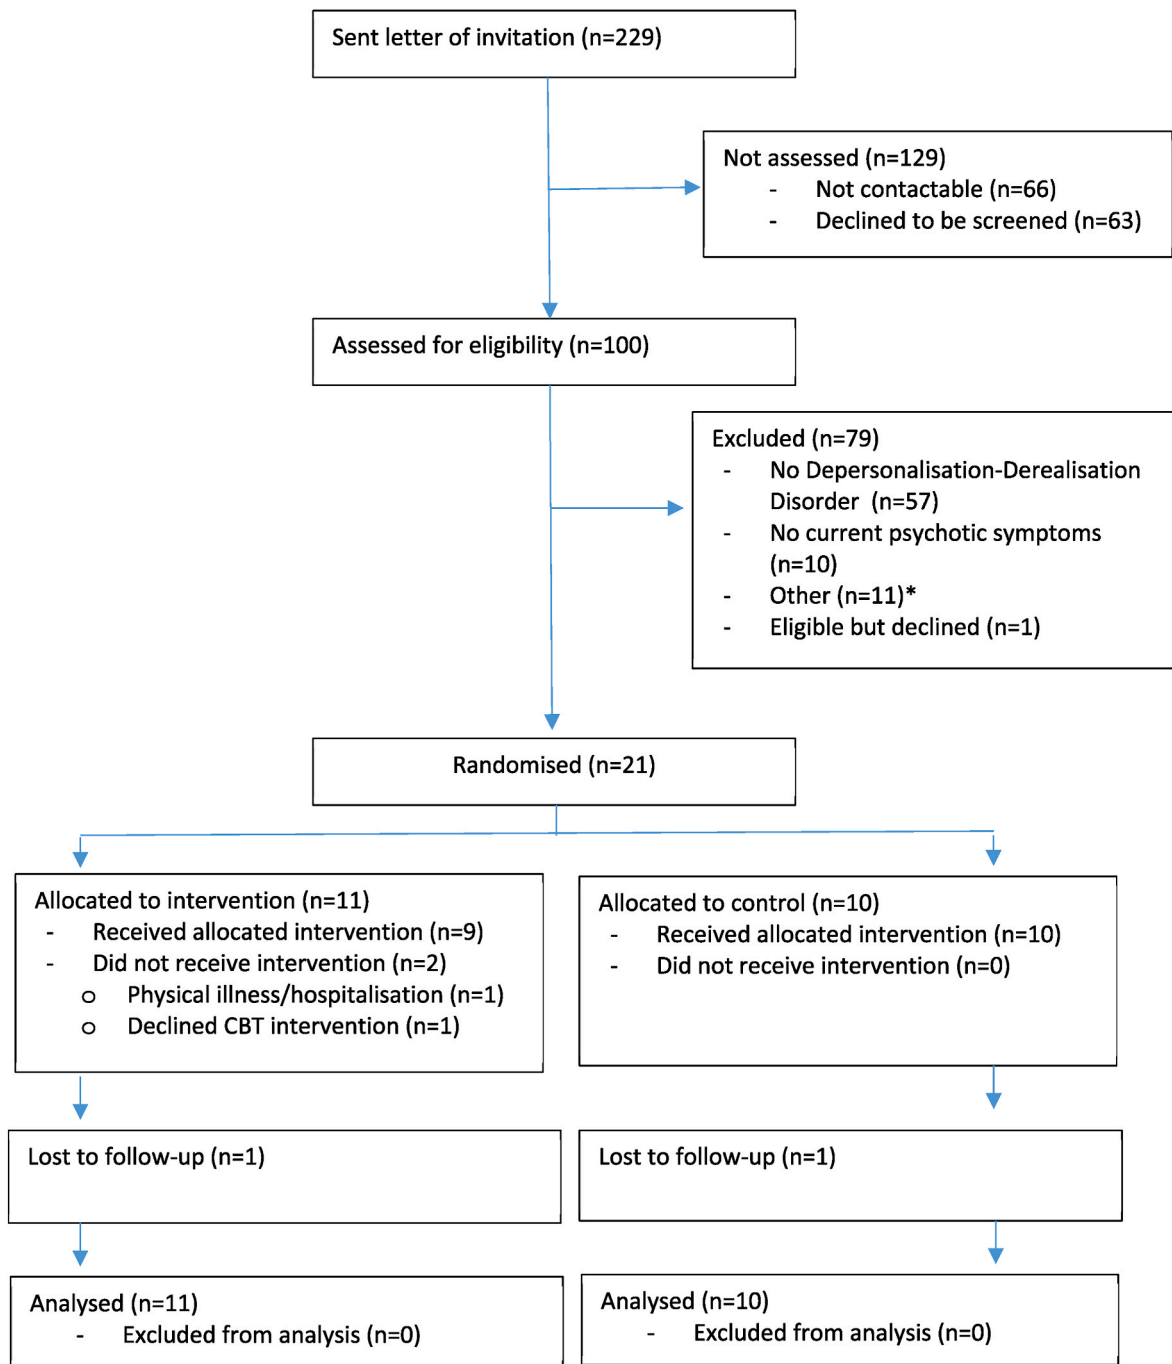 Sent letter of invitation (n=229)
Not assessed (n=129)
- Not contactable (n=66)
- Declined to be screened (n=63)
Assessed for eligibility (n=100)
Excluded (n=79)
- No Depersonalisation-Derealisation
Disorder (n=57)
- No current psychotic symptoms
(n=10)
- Other (n=11)*
- Eligible but declined (n=1)
Randomised (n=21)
Allocated to intervention (n=11)
- Received allocated intervention (n=9)
- Did not receive intervention (n=2)
o Physical illness/hospitalisation (n=1)
o Declined CBT intervention (n=1)
Allocated to control (n=10)
- Received allocated intervention (n=10)
- Did not receive intervention (n=0)
Lost to follow-up (n=1)
Lost to follow-up (n=1)
Analysed (n=11)
- Excluded from analysis (n=0)
Analysed (n=10)
- Excluded from analysis (n=0)